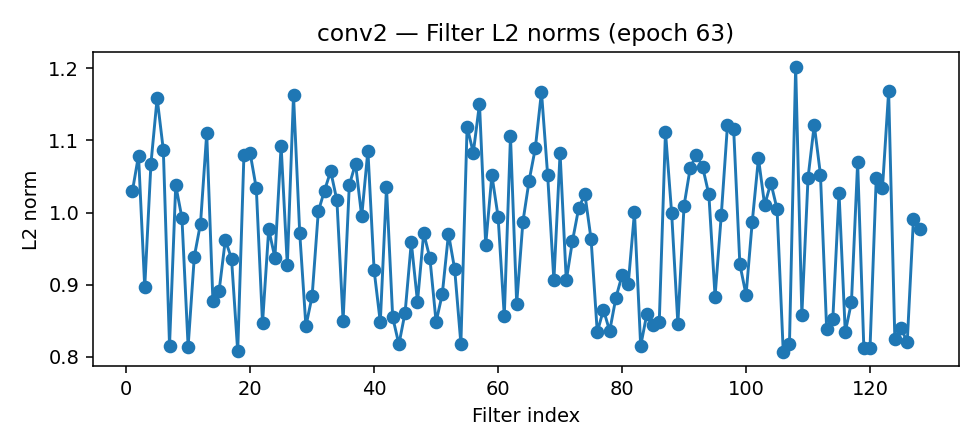 conv2 — Filter L2 norms (epoch 63)
1.2
1.1
1.0
0.9
0.8
L2 norm
0 20 40 60 80 100 120
Filter index